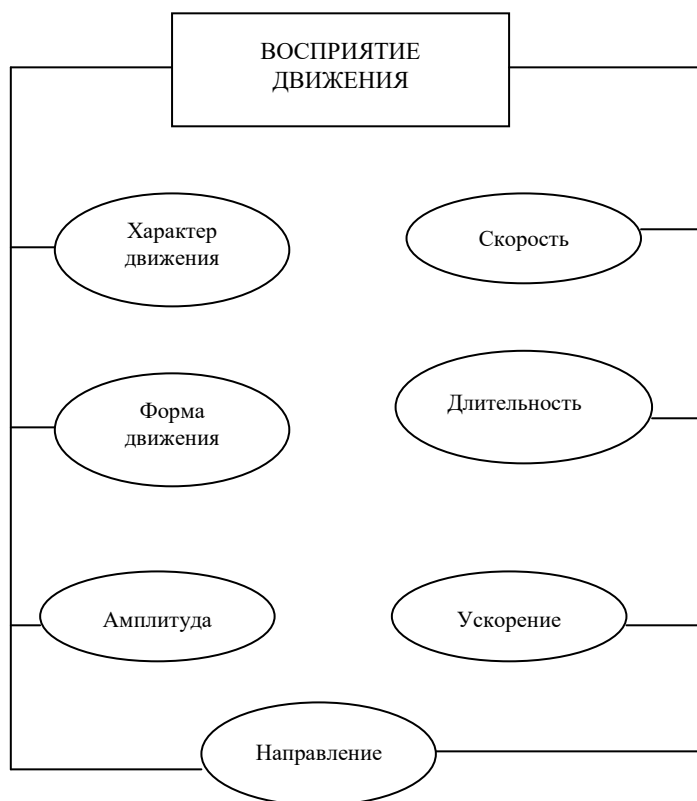 ВОСПРИЯТИЕ
ДВИЖЕНИЯ
Характер
движения
Скорость
Форма
движения
Длительность
Амплитуда
Ускорение
Направление